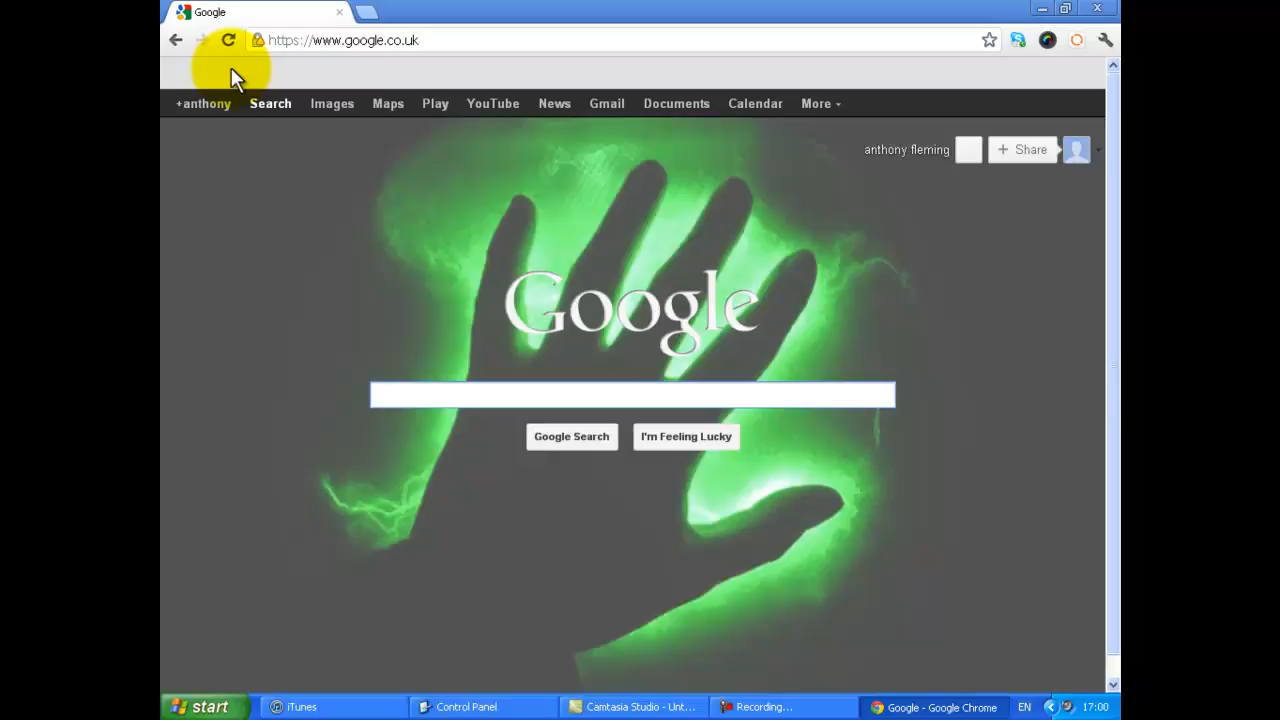 Google
https://www.google.co.uk
+anthony Search Images Maps Play YouTube News Gmail Documents Calendar More
anthony fleming + Share
Google
Google Search I'm Feeling Lucky
start iTunes Control Panel Camtasia Studio - Unt... Recording... Google - Google Chrome EN 17:00